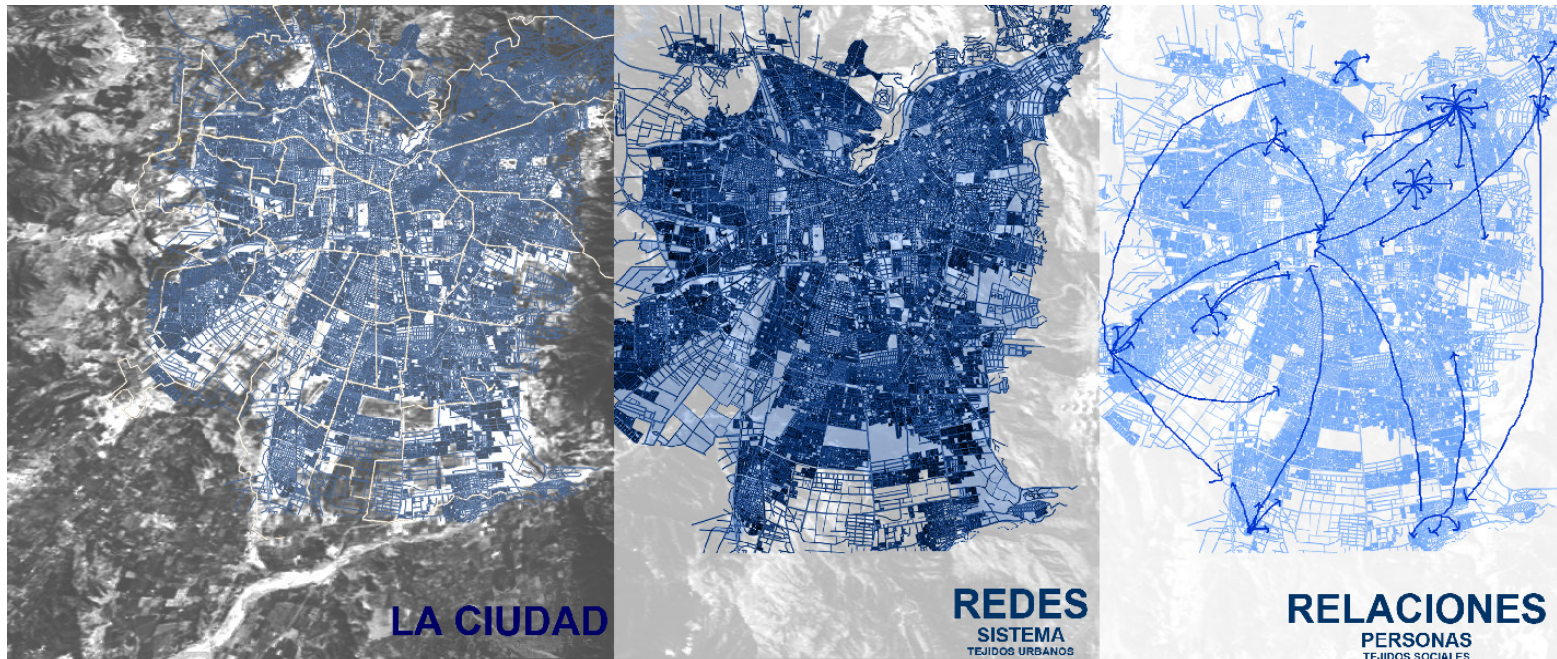 LA CIUDAD
REDES
SISTEMA
TEJIDOS URBANOS
RELACIONES
PERSONAS
TEJIDOS SOCIALES